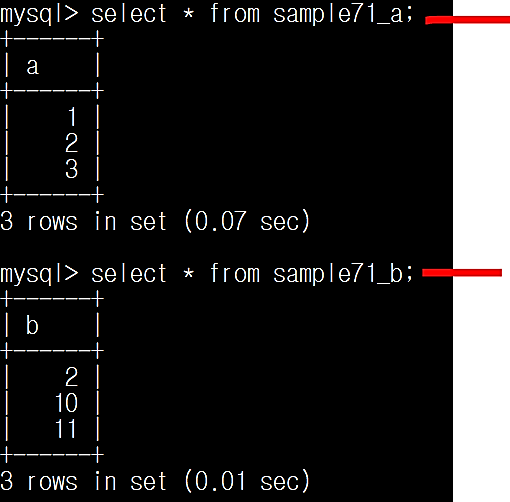 mysql> select * from sample71_a;
+------+
| a    |
+------+
|    1 |
|    2 |
|    3 |
+------+
3 rows in set (0.07 sec)
mysql> select * from sample71_b;
+------+
| b    |
+------+
|    2 |
|   10 |
|   11 |
+------+
3 rows in set (0.01 sec)